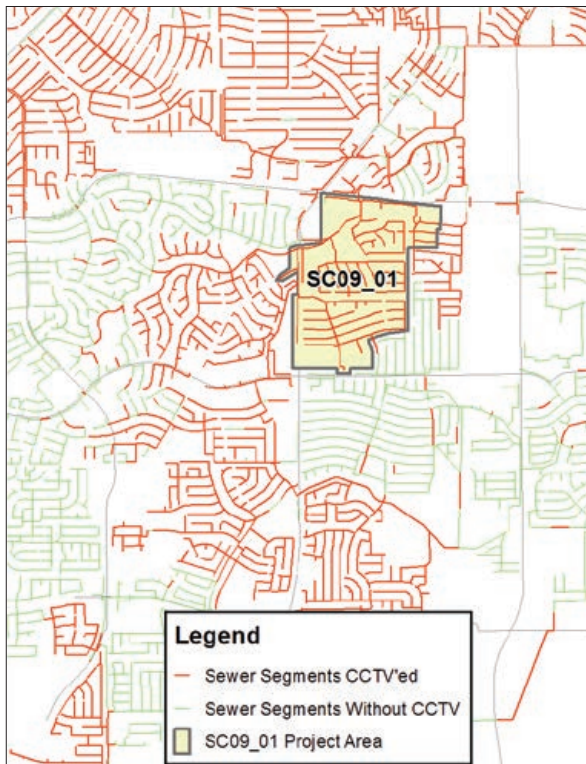 SC09_01
Legend
Sewer Segments CCTV'ed
Sewer Segments Without CCTV
SC09_01 Project Area